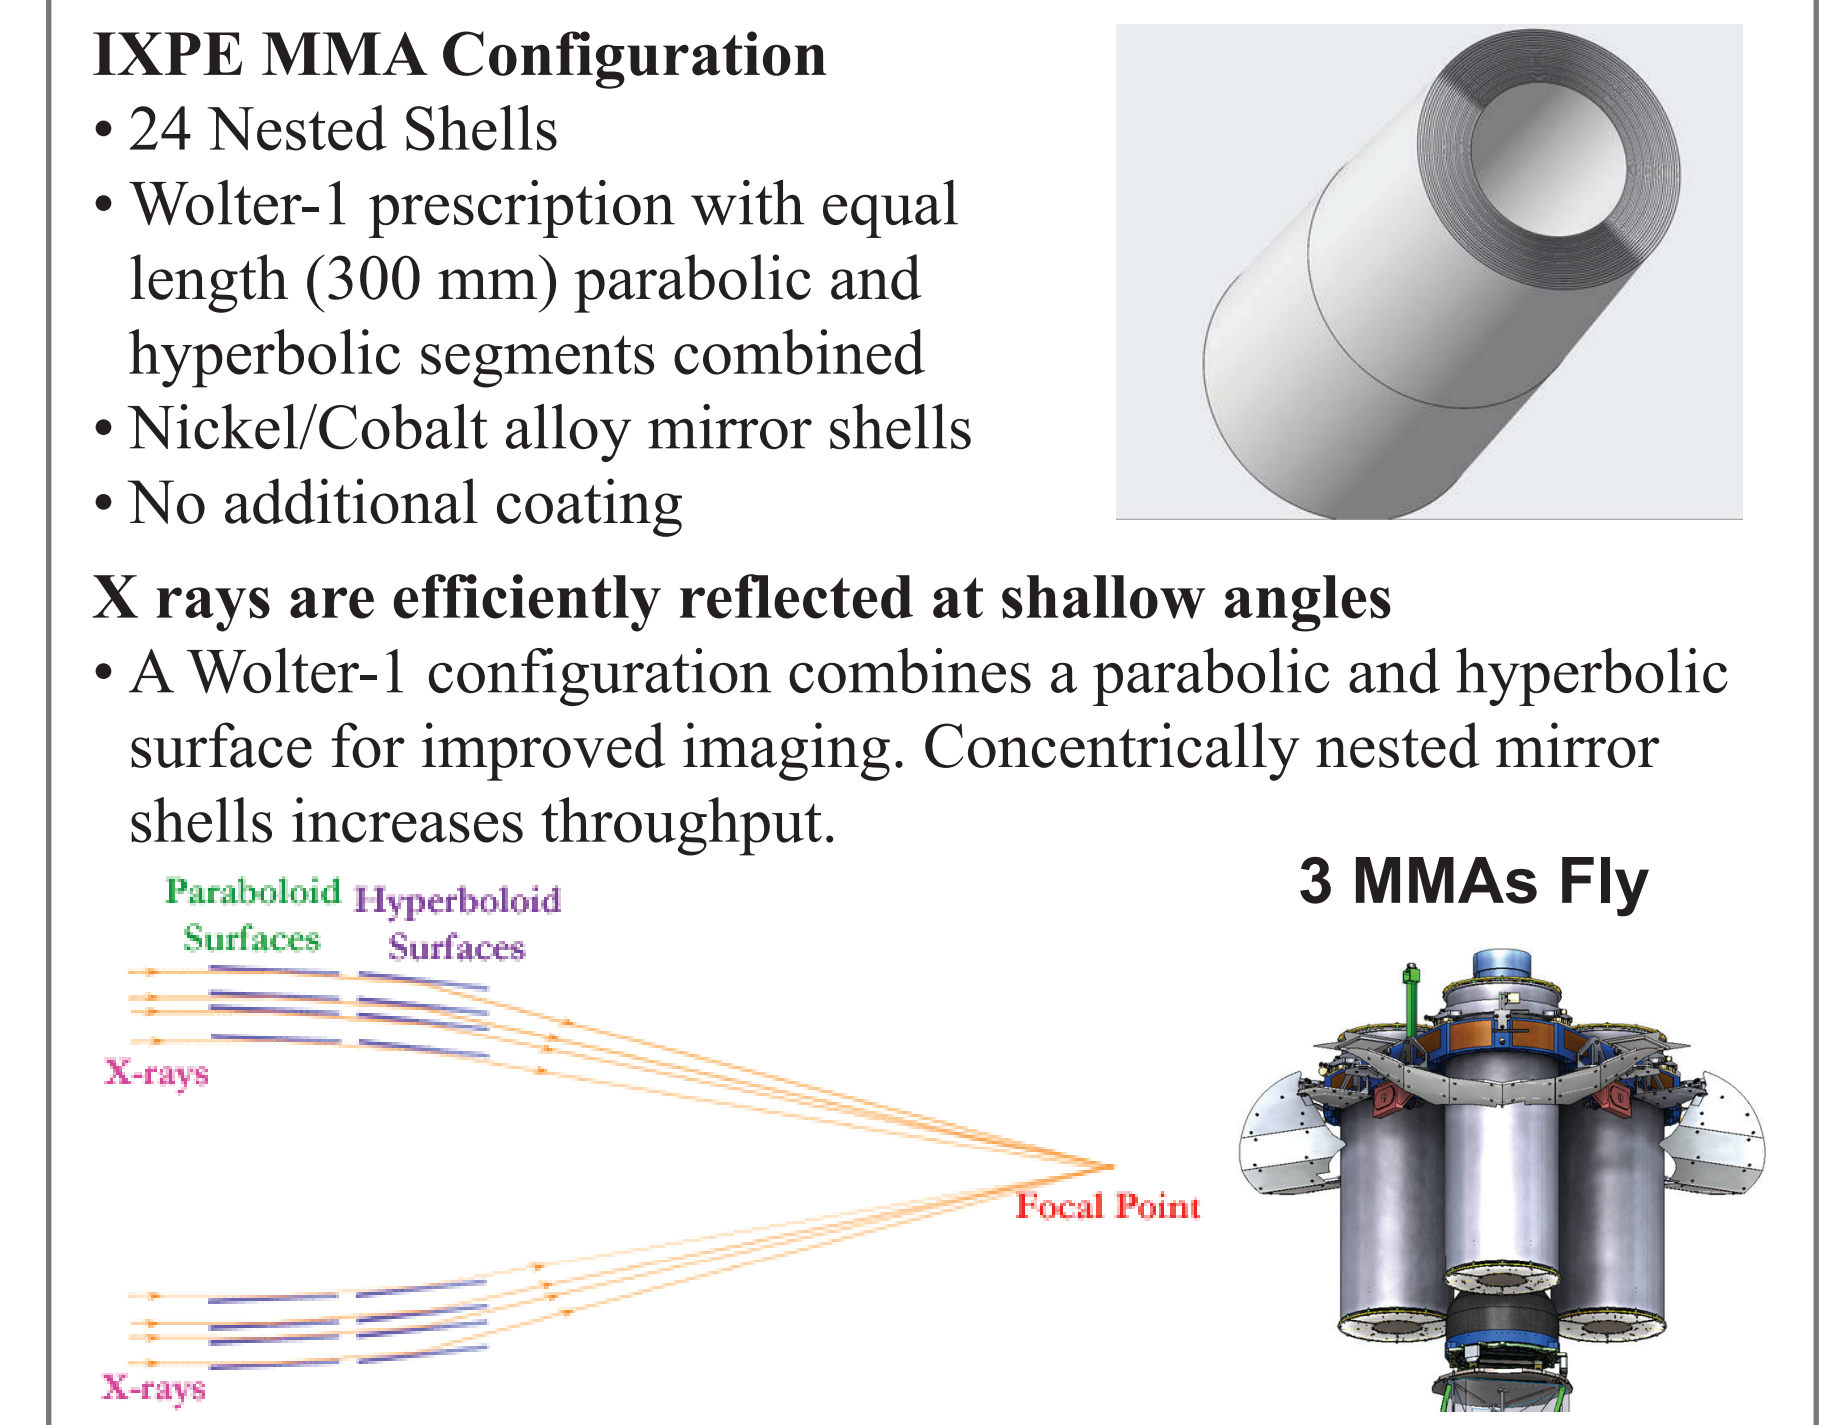 IXPE MMA Configuration
• 24 Nested Shells
• Wolter-1 prescription with equal
length (300 mm) parabolic and
hyperbolic segments combined
• Nickel/Cobalt alloy mirror shells
• No additional coating
X rays are efficiently reflected at shallow angles
• A Wolter-1 configuration combines a parabolic and hyperbolic
surface for improved imaging. Concentrically nested mirror
shells increases throughput.
3 MMAs Fly
Paraboloid
Surfaces
Hyperboloid
Surfaces
X-rays
Focal Point
X-rays